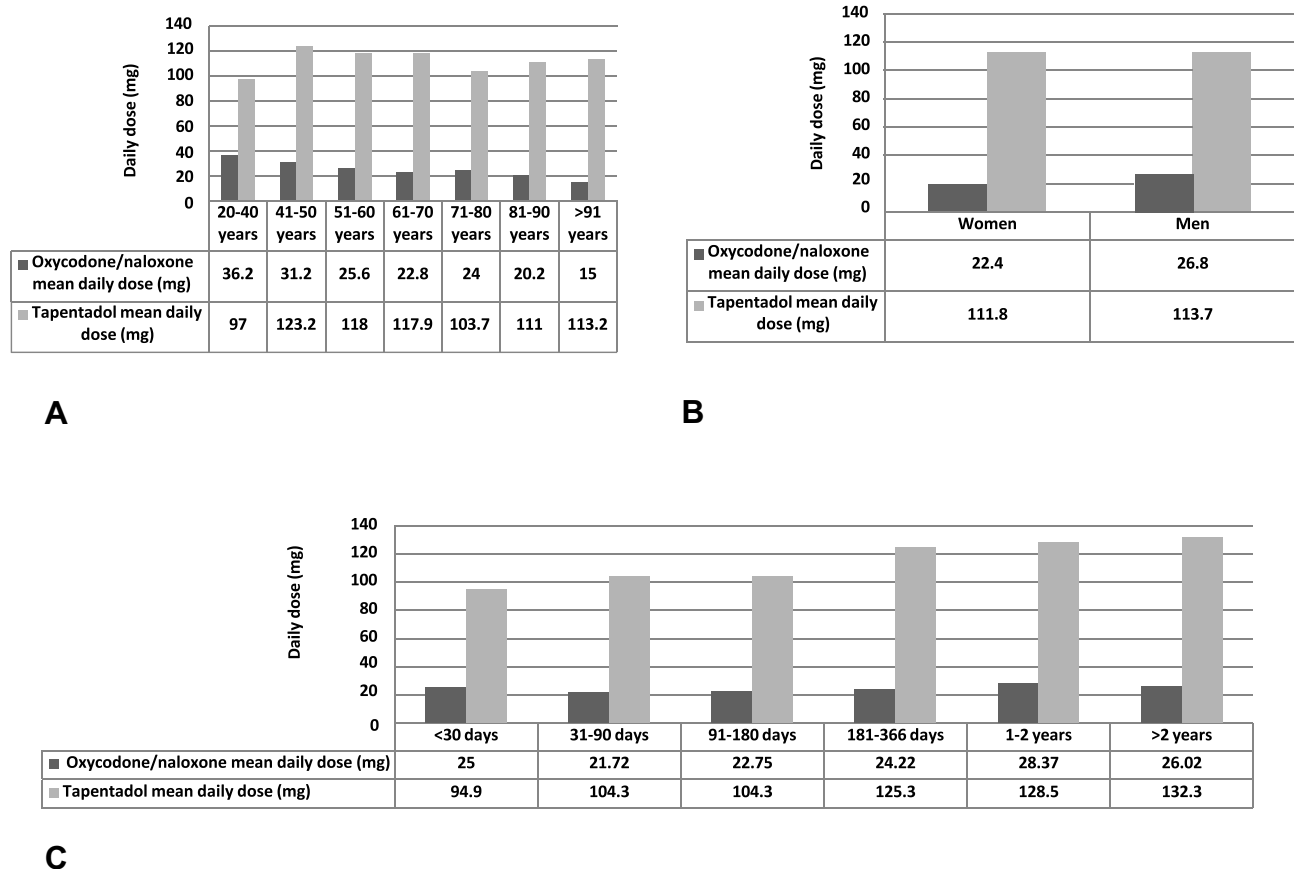 Daily dose (mg)
140
120
100
80
60
40
20
0
20-40 41-50 51-60 61-70 71-80 81-90 >91
years years years years years years years
Oxycodone/naloxone
mean daily dose (mg) 36.2 31.2 25.6 22.8 24 20.2 15
Tapentadol mean daily
dose (mg) 97 123.2 118 117.9 103.7 111 113.2
A
Daily dose (mg)
140
120
100
80
60
40
20
0
Women Men
Oxycodone/naloxone
mean daily dose (mg) 22.4 26.8
Tapentadol mean daily
dose (mg) 111.8 113.7
B
Daily dose (mg)
140
120
100
80
60
40
20
0
<30 days 31-90 days 91-180 days 181-366 days 1-2 years >2 years
Oxycodone/naloxone mean daily dose (mg) 25 21.72 22.75 24.22 28.37 26.02
Tapentadol mean daily dose (mg) 94.9 104.3 104.3 125.3 128.5 132.3
C